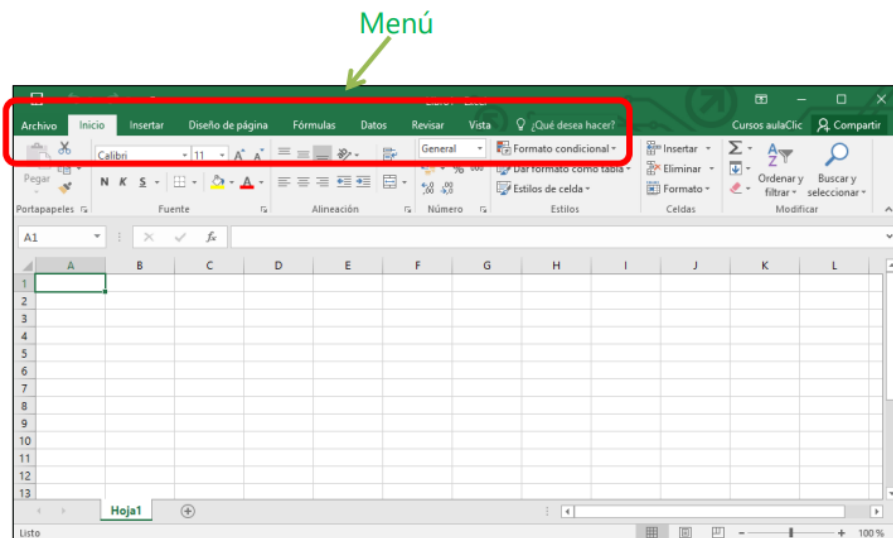 Menú
Archivo Inicio Insertar Diseño de página Fórmulas Datos Revisar Vista ¿Qué desea hacer? Cursos aulaClic Compartir
Calibri 11 General Formato condicional Insertar
Pegar % 000 Dar formato como tabla Eliminar Ordenar y filtrar Buscar y seleccionar
N K S Estilos de celda Formato
Portapapeles Fuente Alineación Número Estilos Celdas Modificar
A1 fx
A B C D E F G H I J K L
1
2
3
4
5
6
7
8
9
10
11
12
13
Hoja1
Listo 100 %